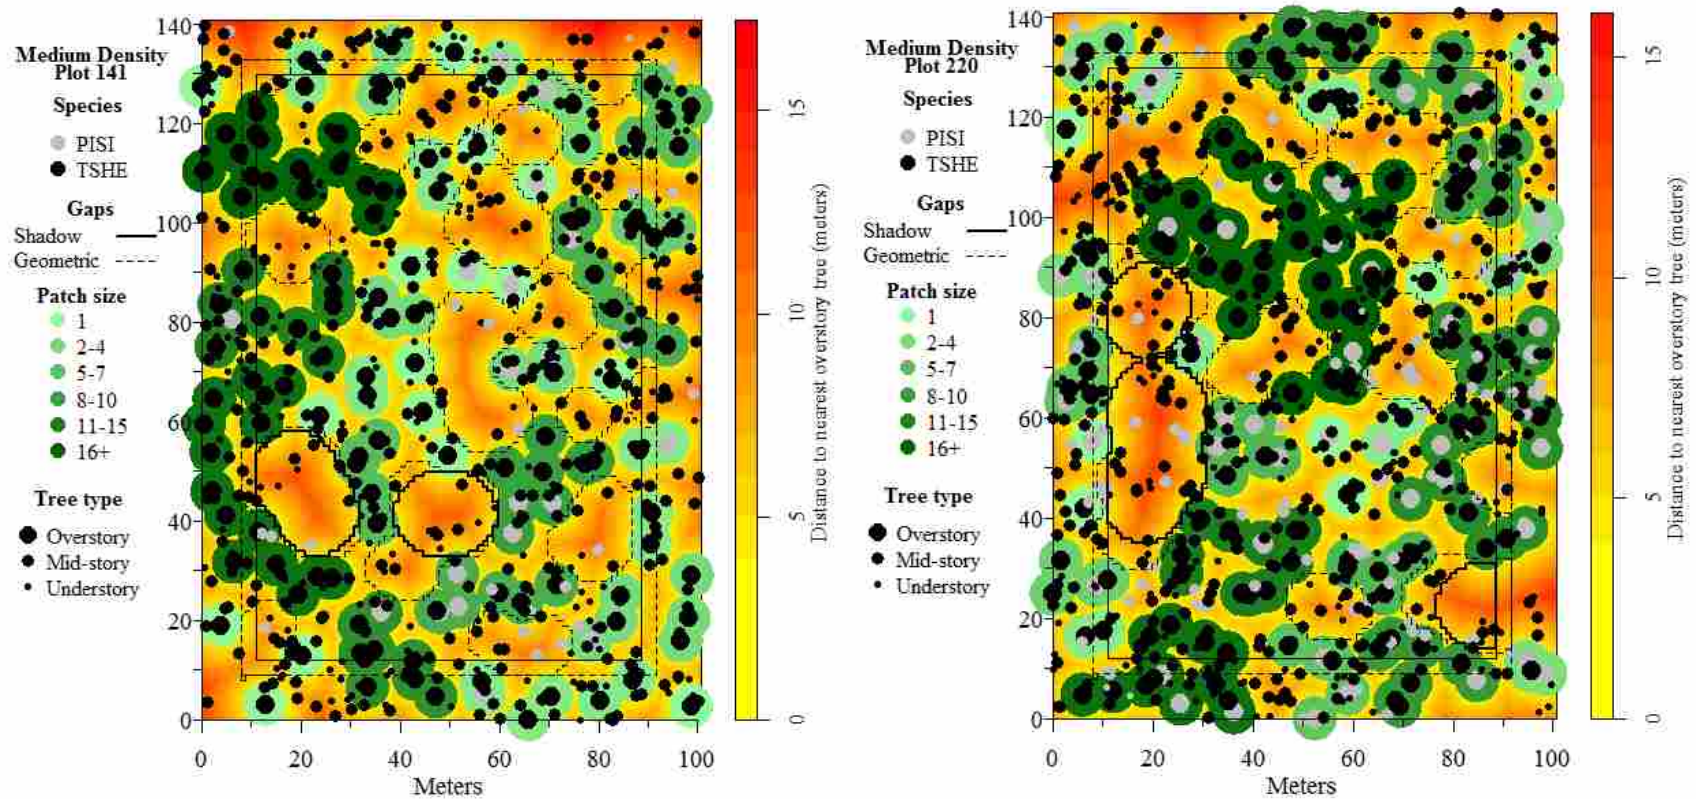 Medium Density
Plot 141
Species
PISI
TSHE
Gaps
Shadow
Geometric
Patch size
1
2-4
5-7
8-10
11-15
16+
Tree type
Overstory
Mid-story
Understory
140
120
100
80
60
40
20
0
0 20 40 60 80 100
Meters
15
10
5
0
Distance to nearest overstory tree (meters)
Medium Density
Plot 220
Species
PISI
TSHE
Gaps
Shadow
Geometric
Patch size
1
2-4
5-7
8-10
11-15
16+
Tree type
Overstory
Mid-story
Understory
140
120
100
80
60
40
20
0
0 20 40 60 80 100
Meters
15
10
5
0
Distance to nearest overstory tree (meters)